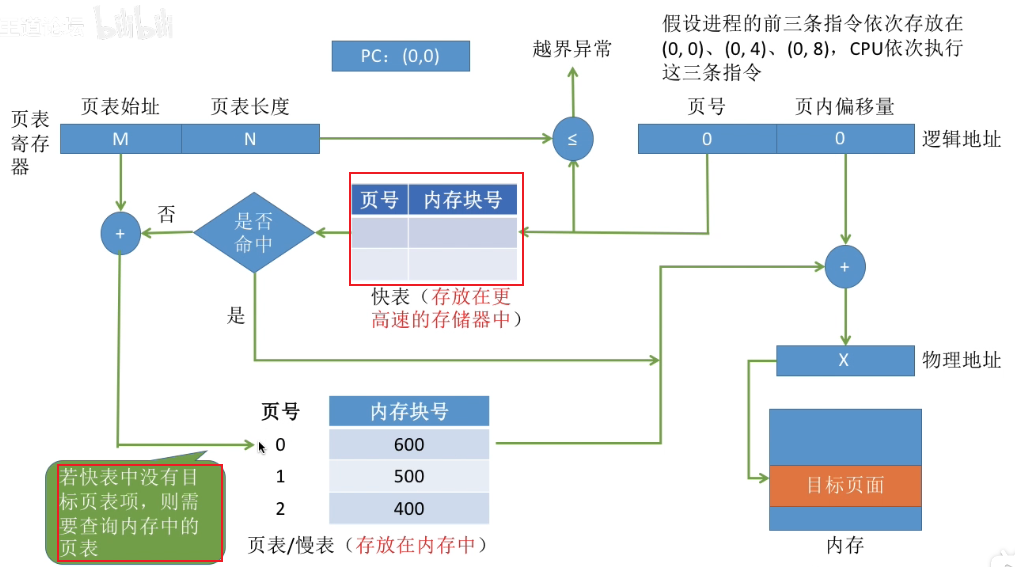 bilibili
假设进程的前三条指令依次存放在
(0, 0)、(0, 4)、(0, 8)，CPU依次执行
这三条指令
PC：(0,0)
越界异常
页表始址
页表长度
页号
页内偏移量
页表
寄存
器
M
N
≤
0
0
逻辑地址
页号
内存块号
是否
命中
否
+
+
快表（存放在更
高速的存储器中）
是
X
物理地址
页号
内存块号
0
600
1
500
2
400
目标页面
若快表中没有目
标页表项，则需
要查询内存中的
页表
页表/慢表（存放在内存中）
内存